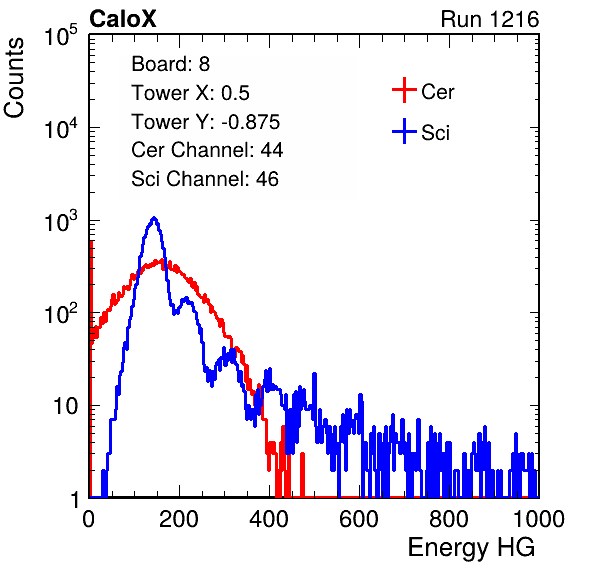 CaloX Run 1216
Counts
10^5
10^4
10^3
10^2
10
1
Board: 8
Tower X: 0.5
Tower Y: -0.875
Cer Channel: 44
Sci Channel: 46
Cer
Sci
0 200 400 600 800 1000
Energy HG